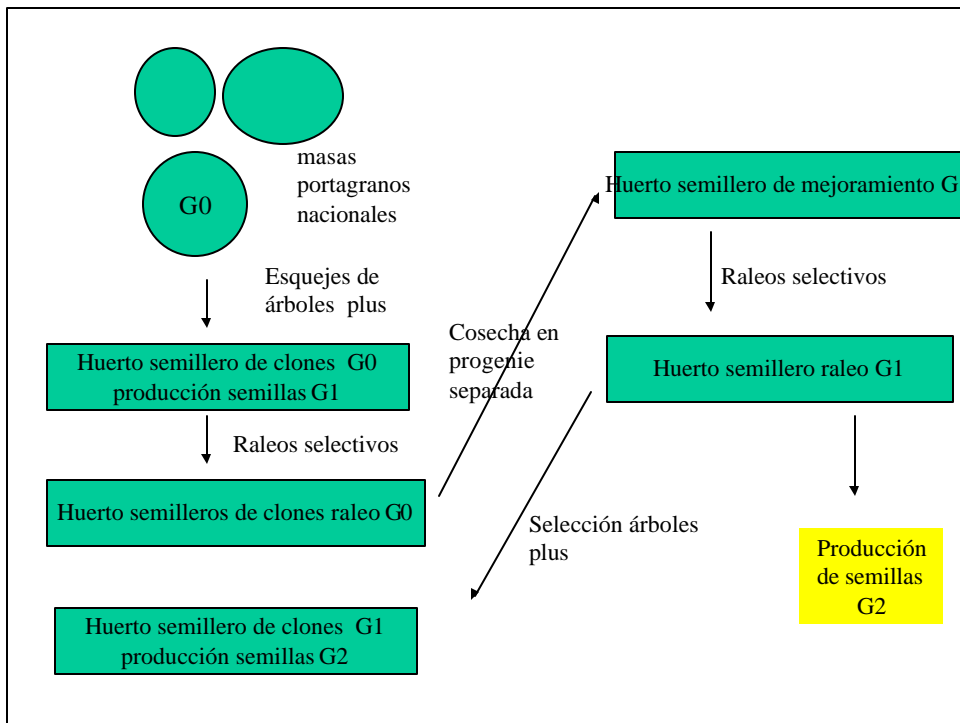 masas
portagranos
nacionales
G0
Esquejes de
árboles plus
Huerto semillero de clones G0
producción semillas G1
Raleos selectivos
Huerto semilleros de clones raleo G0
Cosecha en
progenie
separada
Huerto semillero de mejoramiento G
Raleos selectivos
Huerto semillero raleo G1
Selección árboles
plus
Producción
de semillas
G2
Huerto semillero de clones G1
producción semillas G2